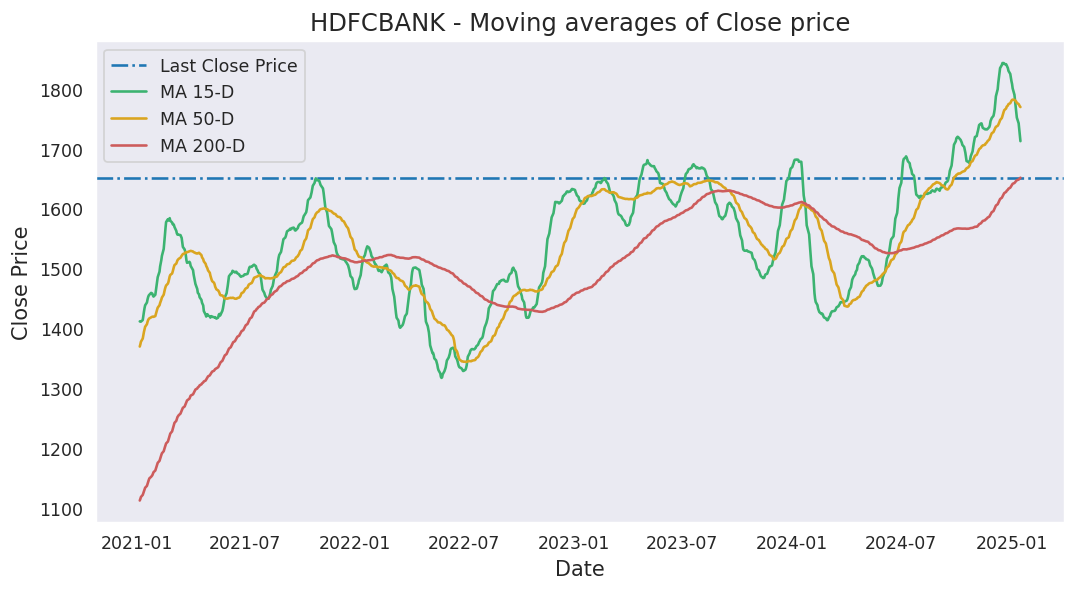 HDFCBANK - Moving averages of Close price
Last Close Price
MA 15-D
MA 50-D
MA 200-D
Close Price
1800
1700
1600
1500
1400
1300
1200
1100
2021-01 2021-07 2022-01 2022-07 2023-01 2023-07 2024-01 2024-07 2025-01
Date